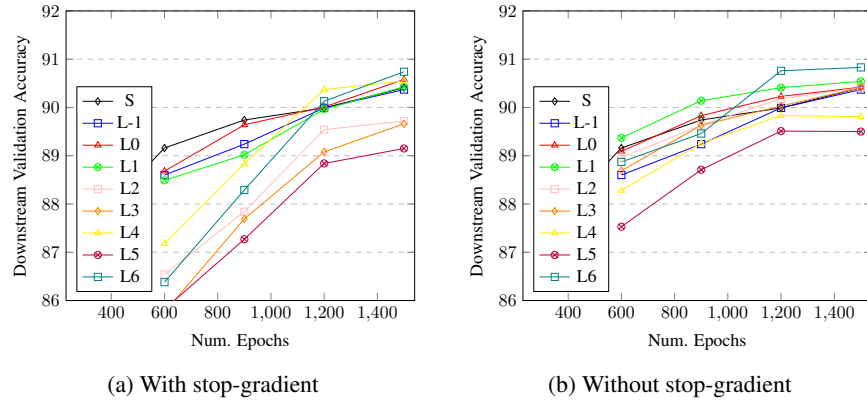 92
91
90
89
88
87
86
Downstream Validation Accuracy
S
L-1
L0
L1
L2
L3
L4
L5
L6
400 600 800 1,000 1,200 1,400
Num. Epochs
(a) With stop-gradient
92
91
90
89
88
87
86
Downstream Validation Accuracy
S
L-1
L0
L1
L2
L3
L4
L5
L6
400 600 800 1,000 1,200 1,400
Num. Epochs
(b) Without stop-gradient